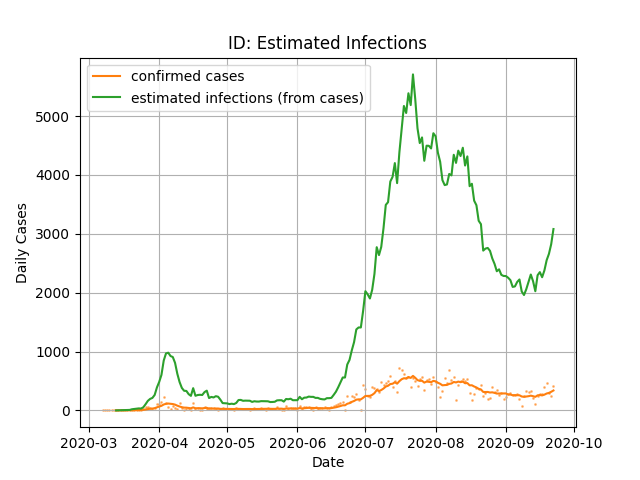 ID: Estimated Infections
confirmed cases
estimated infections (from cases)
Daily Cases
5000
4000
3000
2000
1000
0
2020-03 2020-04 2020-05 2020-06 2020-07 2020-08 2020-09 2020-10
Date